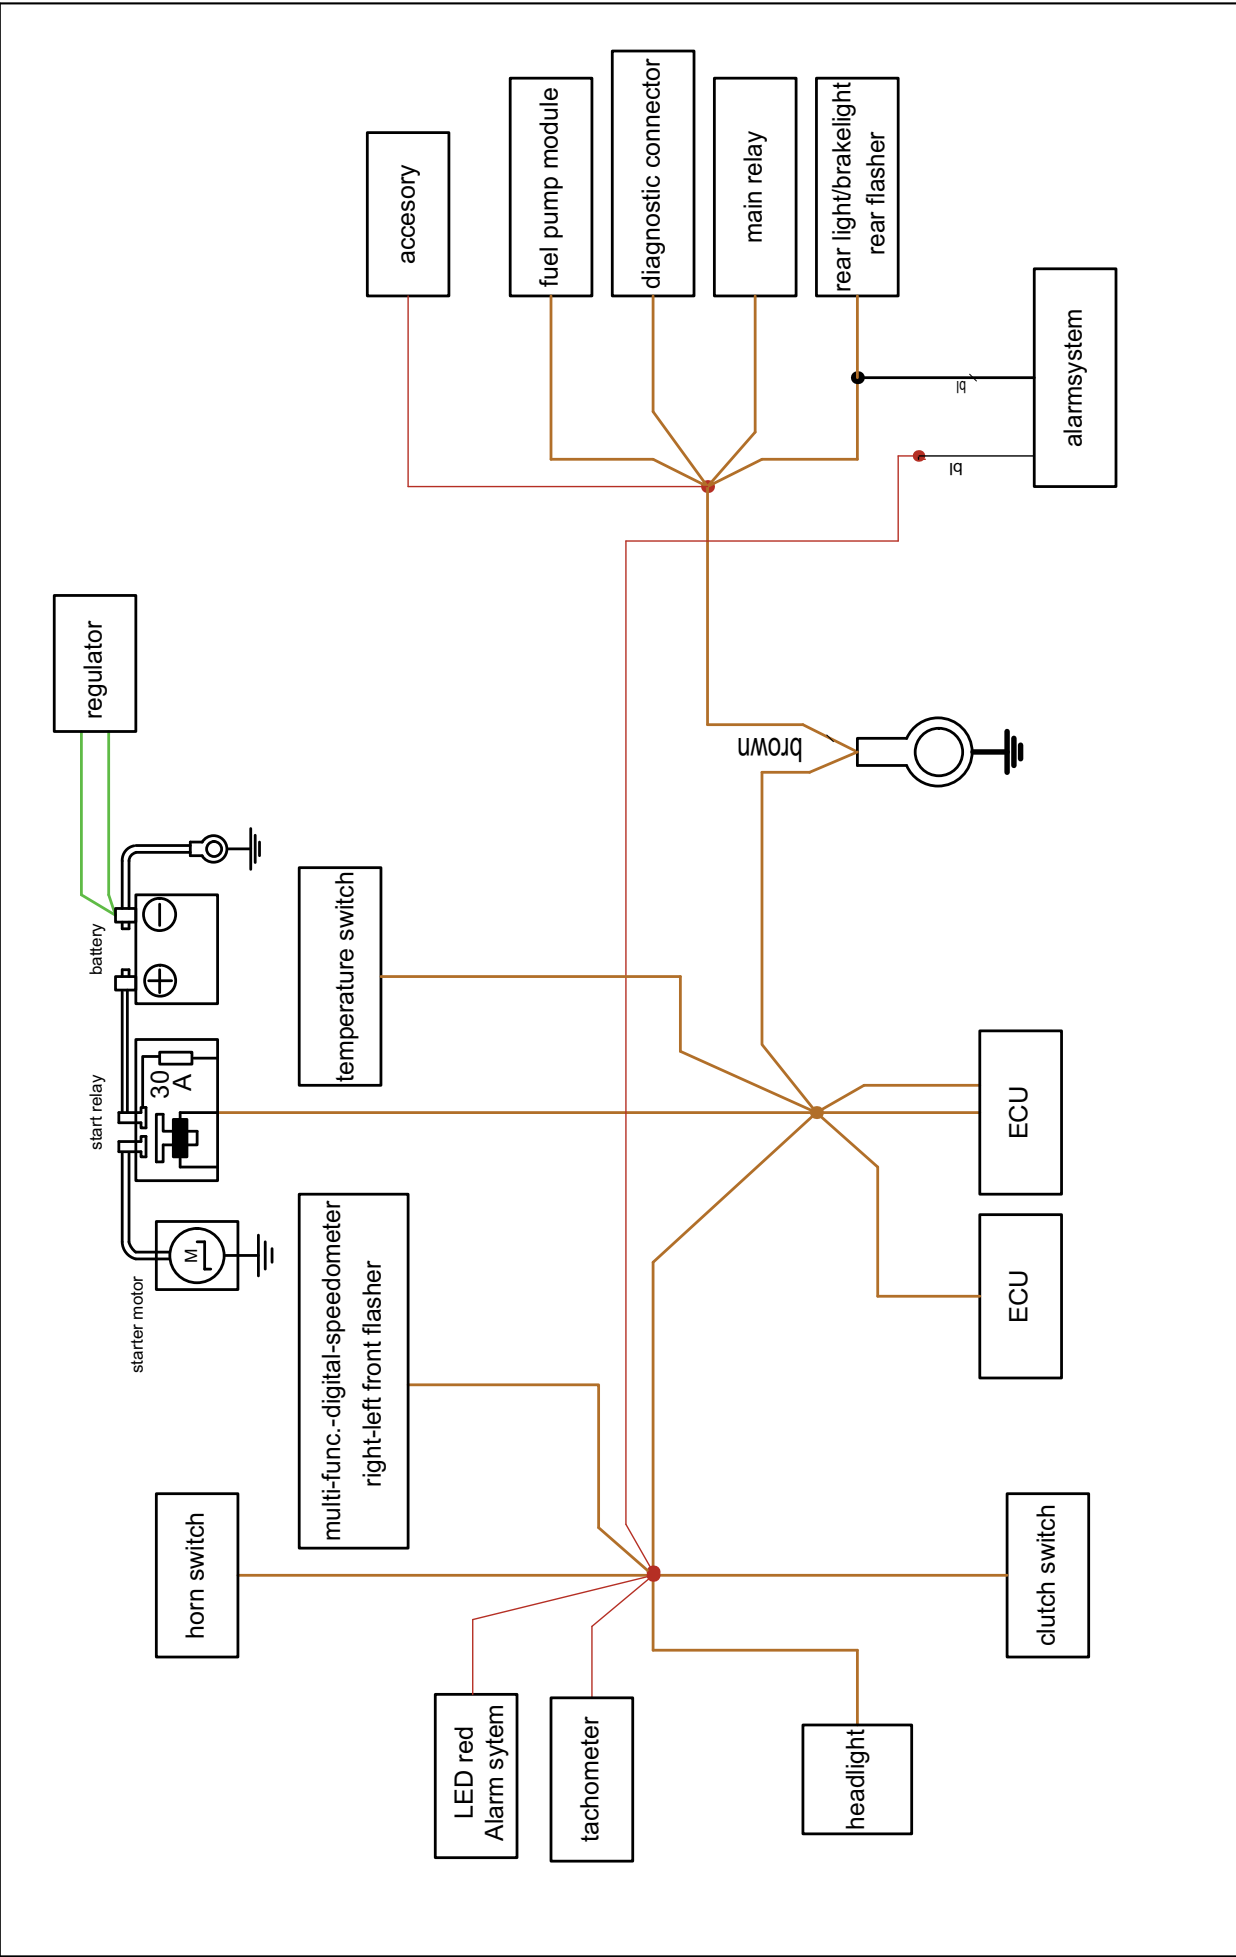 accesory
fuel pump module
diagnostic connector
main relay
rear light/brakelight
rear flasher
alarmsystem
bl
bl
regulator
battery
start relay
30
A
starter motor
M
temperature switch
brown
multi-func.-digital-speedometer
right-left front flasher
ECU
ECU
horn switch
clutch switch
LED red
Alarm sytem
tachometer
headlight